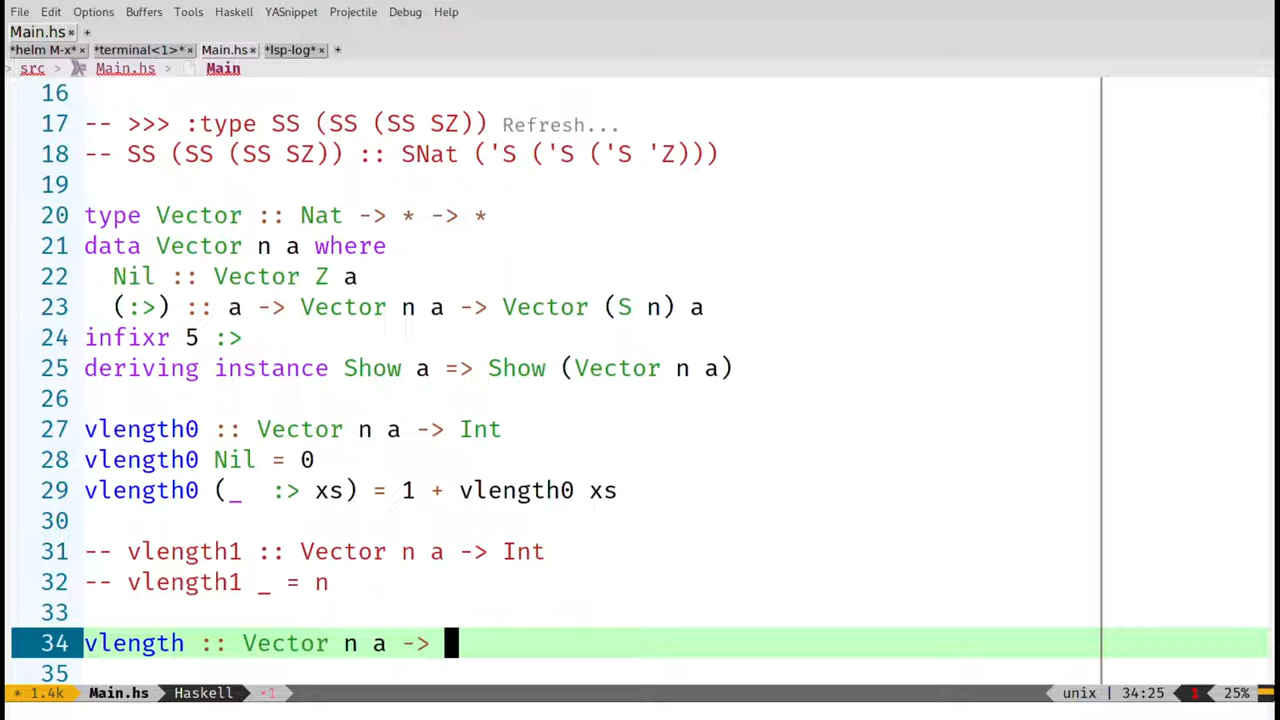 File Edit Options Buffers Tools Haskell YASnippet Projectile Debug Help
Main.hs × +
*helm M-x* × *terminal<1>* × Main.hs × *lsp-log* × +
> src > Main.hs > Main
16
17 -- >>> :type SS (SS (SS SZ)) Refresh...
18 -- SS (SS (SS SZ)) :: SNat ('S ('S ('S 'Z)))
19
20 type Vector :: Nat -> * -> *
21 data Vector n a where
22 Nil :: Vector Z a
23 (:>) :: a -> Vector n a -> Vector (S n) a
24 infixr 5 :>
25 deriving instance Show a => Show (Vector n a)
26
27 vlength0 :: Vector n a -> Int
28 vlength0 Nil = 0
29 vlength0 (_  :> xs) = 1 + vlength0 xs
30
31 -- vlength1 :: Vector n a -> Int
32 -- vlength1 _ = n
33
34 vlength :: Vector n a ->
35
* 1.4k Main.hs Haskell •1 unix | 34:25 1 25%